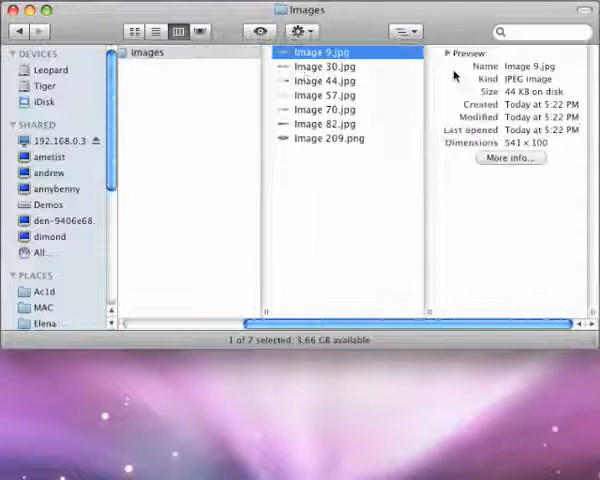 Images
DEVICES
Leopard
Tiger
iDisk
SHARED
192.168.0.3
ametist
andrew
annybenny
Demos
den-9406e68.
dimond
All...
PLACES
Ac1d
MAC
Elena
Images
Image 9.jpg
Image 30.jpg
Image 44.jpg
Image 57.jpg
Image 70.jpg
Image 82.jpg
Image 209.png
Preview:
Name Image 9.jpg
Kind JPEG image
Size 44 KB on disk
Created Today at 5:22 PM
Modified Today at 5:22 PM
Last opened Today at 5:22 PM
Dimensions 541 × 100
More info...
1 of 7 selected, 3.66 GB available